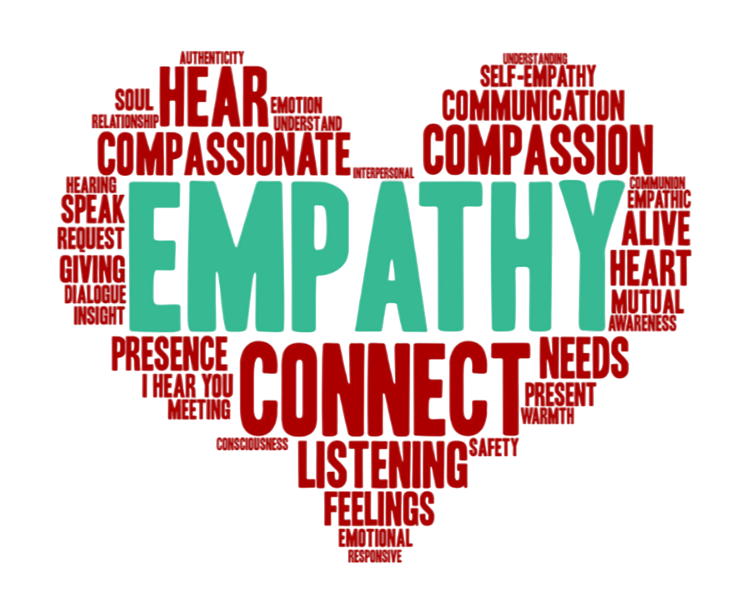 AUTHENTICITY
UNDERSTANDING
SOUL HEAR EMOTION
SELF-EMPATHY
RELATIONSHIP UNDERSTAND
COMMUNICATION
COMPASSIONATE
COMPASSION
INTERPERSONAL
HEARING
COMMUNION
SPEAK
EMPATHIC
REQUEST
EMPATHY
ALIVE
GIVING
HEART
DIALOGUE
MUTUAL
INSIGHT
AWARENESS
PRESENCE
CONNECT
NEEDS
I HEAR YOU
PRESENT
MEETING
WARMTH
CONSCIOUSNESS
LISTENING
SAFETY
FEELINGS
EMOTIONAL
RESPONSIVE